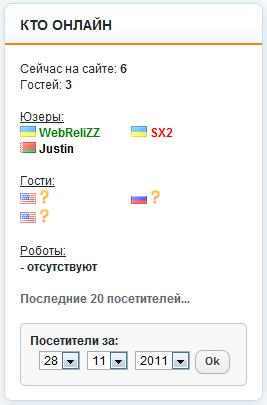 КТО ОНЛАЙН
Сейчас на сайте: 6
Гостей: 3
Юзеры:
WebReliZZ SX2
Justin
Гости:
? ?
?
Роботы:
- отсутствуют
Последние 20 посетителей...
Посетители за:
28 11 2011 Ok